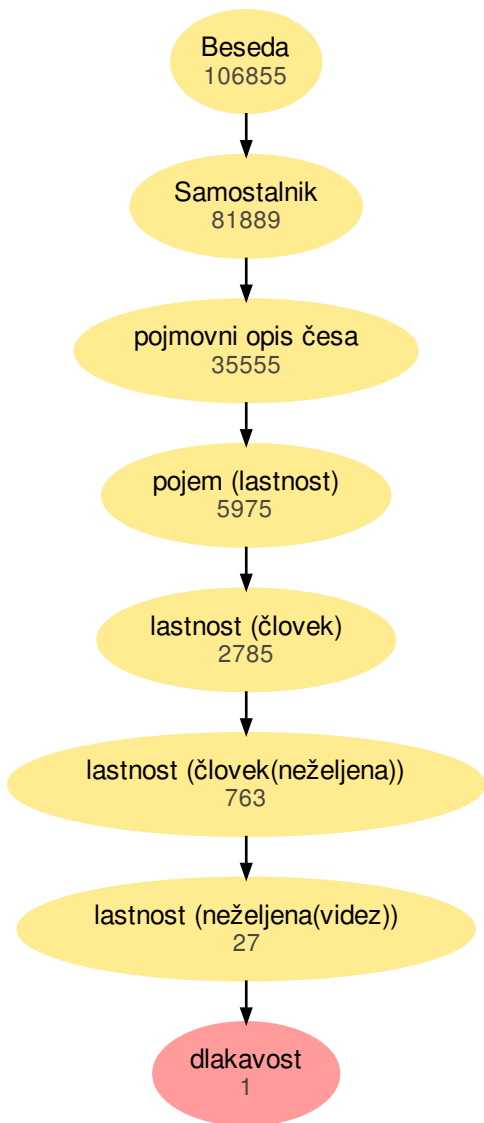 Beseda
106855
Samostalnik
81889
pojmovni opis česa
35555
pojem (lastnost)
5975
lastnost (človek)
2785
lastnost (človek(neželjena))
763
lastnost (neželjena(videz))
27
dlakavost
1